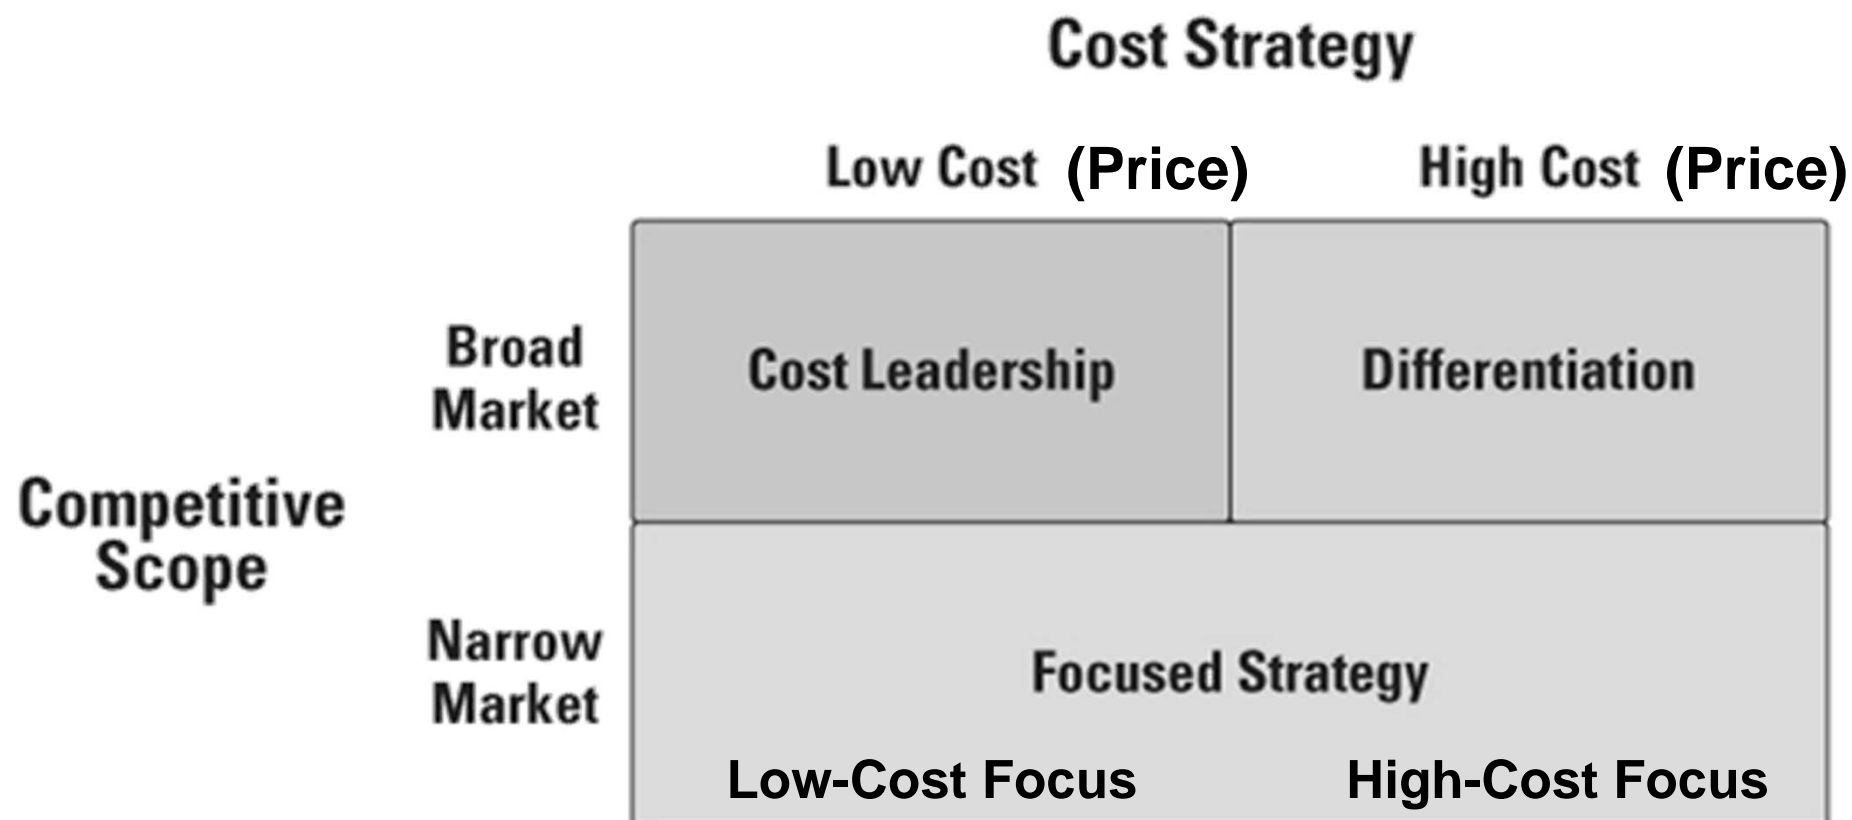 Cost Strategy
Low Cost (Price) High Cost (Price)
Broad
Market
Cost Leadership
Differentiation
Competitive
Scope
Narrow
Market
Focused Strategy
Low-Cost Focus
High-Cost Focus